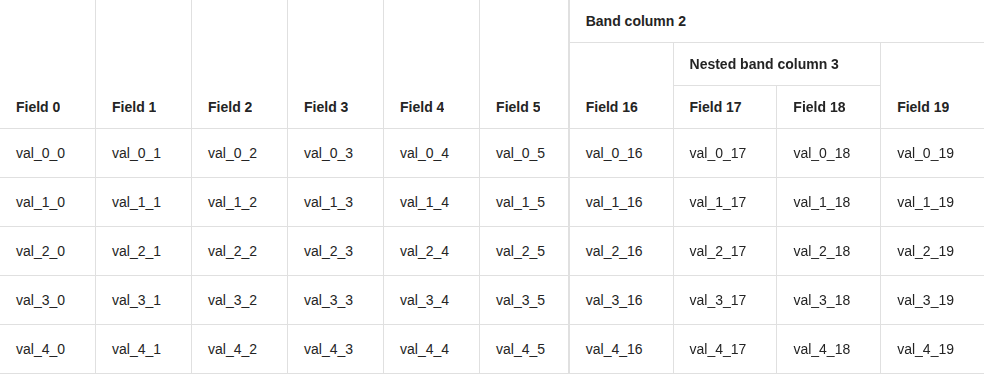 Band column 2
Nested band column 3
Field 0 Field 1 Field 2 Field 3 Field 4 Field 5 Field 16 Field 17 Field 18 Field 19
val_0_0 val_0_1 val_0_2 val_0_3 val_0_4 val_0_5 val_0_16 val_0_17 val_0_18 val_0_19
val_1_0 val_1_1 val_1_2 val_1_3 val_1_4 val_1_5 val_1_16 val_1_17 val_1_18 val_1_19
val_2_0 val_2_1 val_2_2 val_2_3 val_2_4 val_2_5 val_2_16 val_2_17 val_2_18 val_2_19
val_3_0 val_3_1 val_3_2 val_3_3 val_3_4 val_3_5 val_3_16 val_3_17 val_3_18 val_3_19
val_4_0 val_4_1 val_4_2 val_4_3 val_4_4 val_4_5 val_4_16 val_4_17 val_4_18 val_4_19